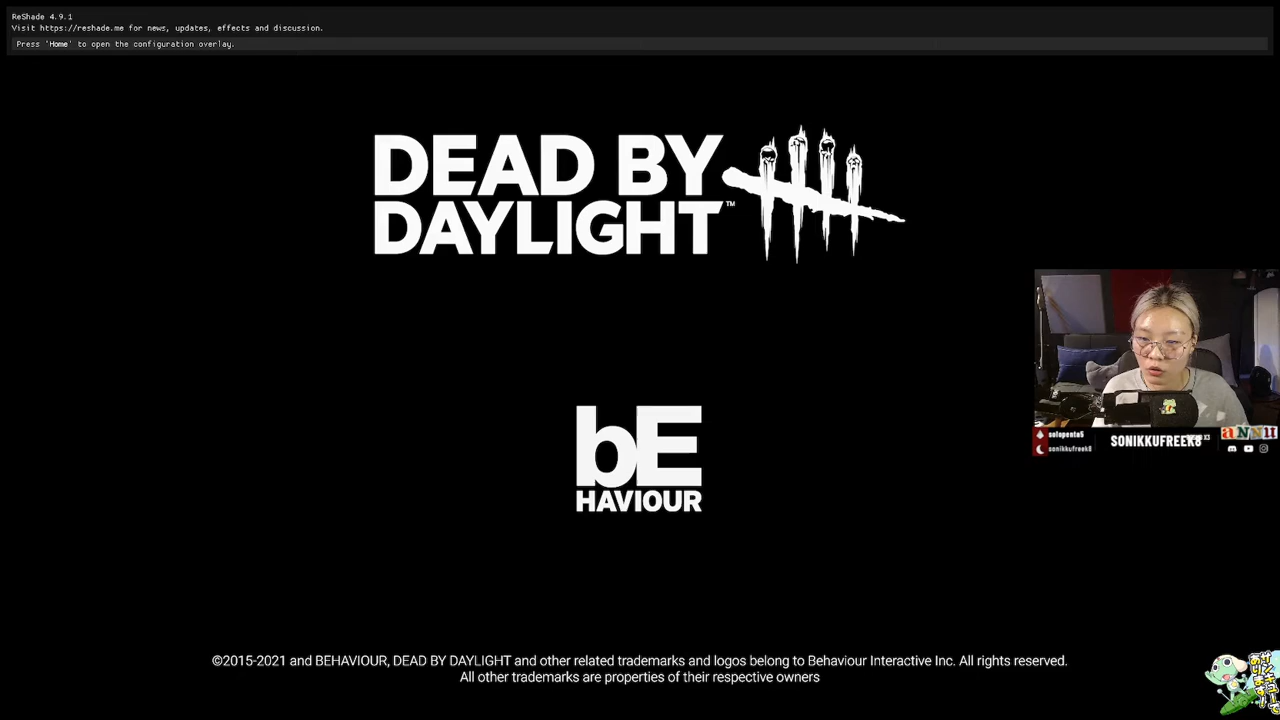 ReShade 4.9.1
Visit https://reshade.me for news, updates, effects and discussion.
Press 'Home' to open the configuration overlay.
DEAD BY
DAYLIGHT™
bE
HAVIOUR
solopenta5
sonikkufreek8
SONIKKUFREEK8
annu
©2015-2021 and BEHAVIOUR, DEAD BY DAYLIGHT and other related trademarks and logos belong to Behaviour Interactive Inc. All rights reserved.
All other trademarks are properties of their respective owners